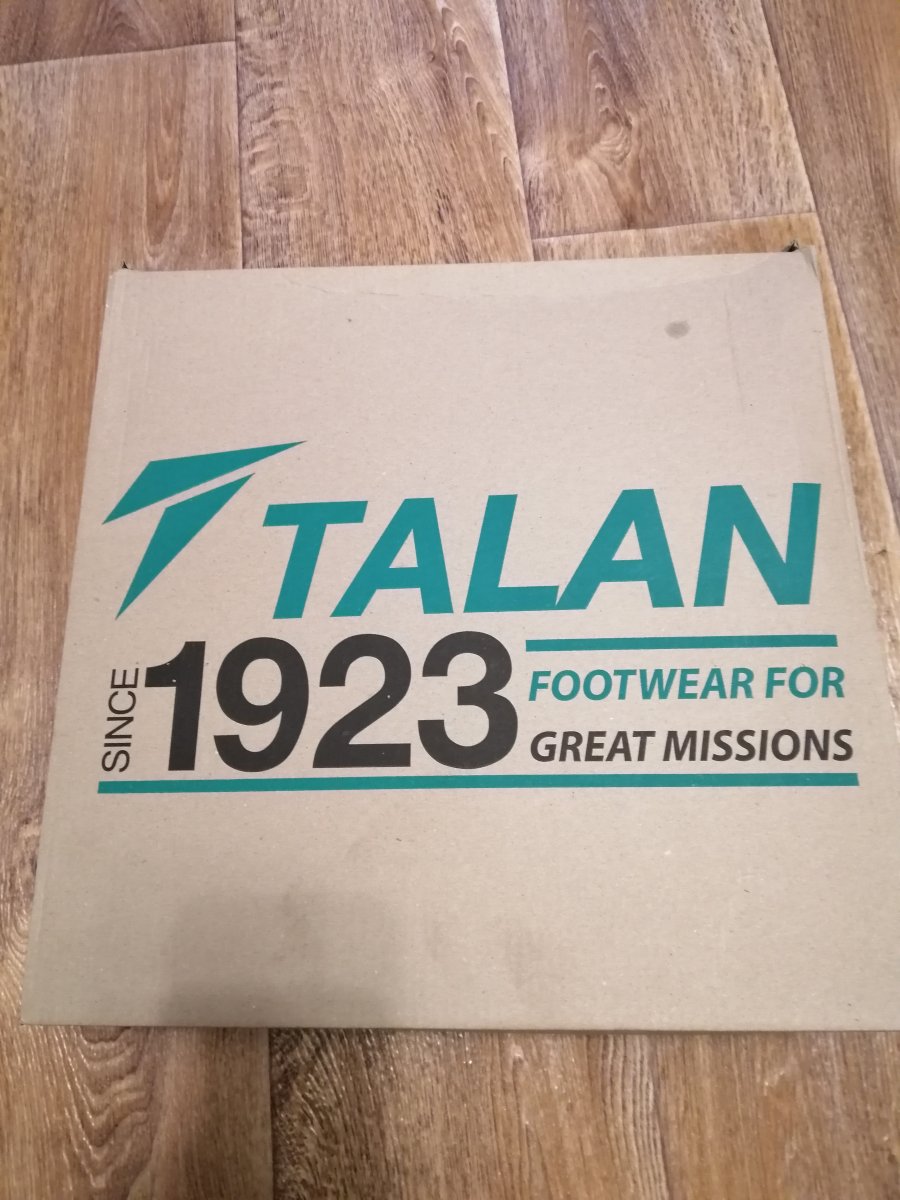 TALAN
SINCE 1923
FOOTWEAR FOR
GREAT MISSIONS